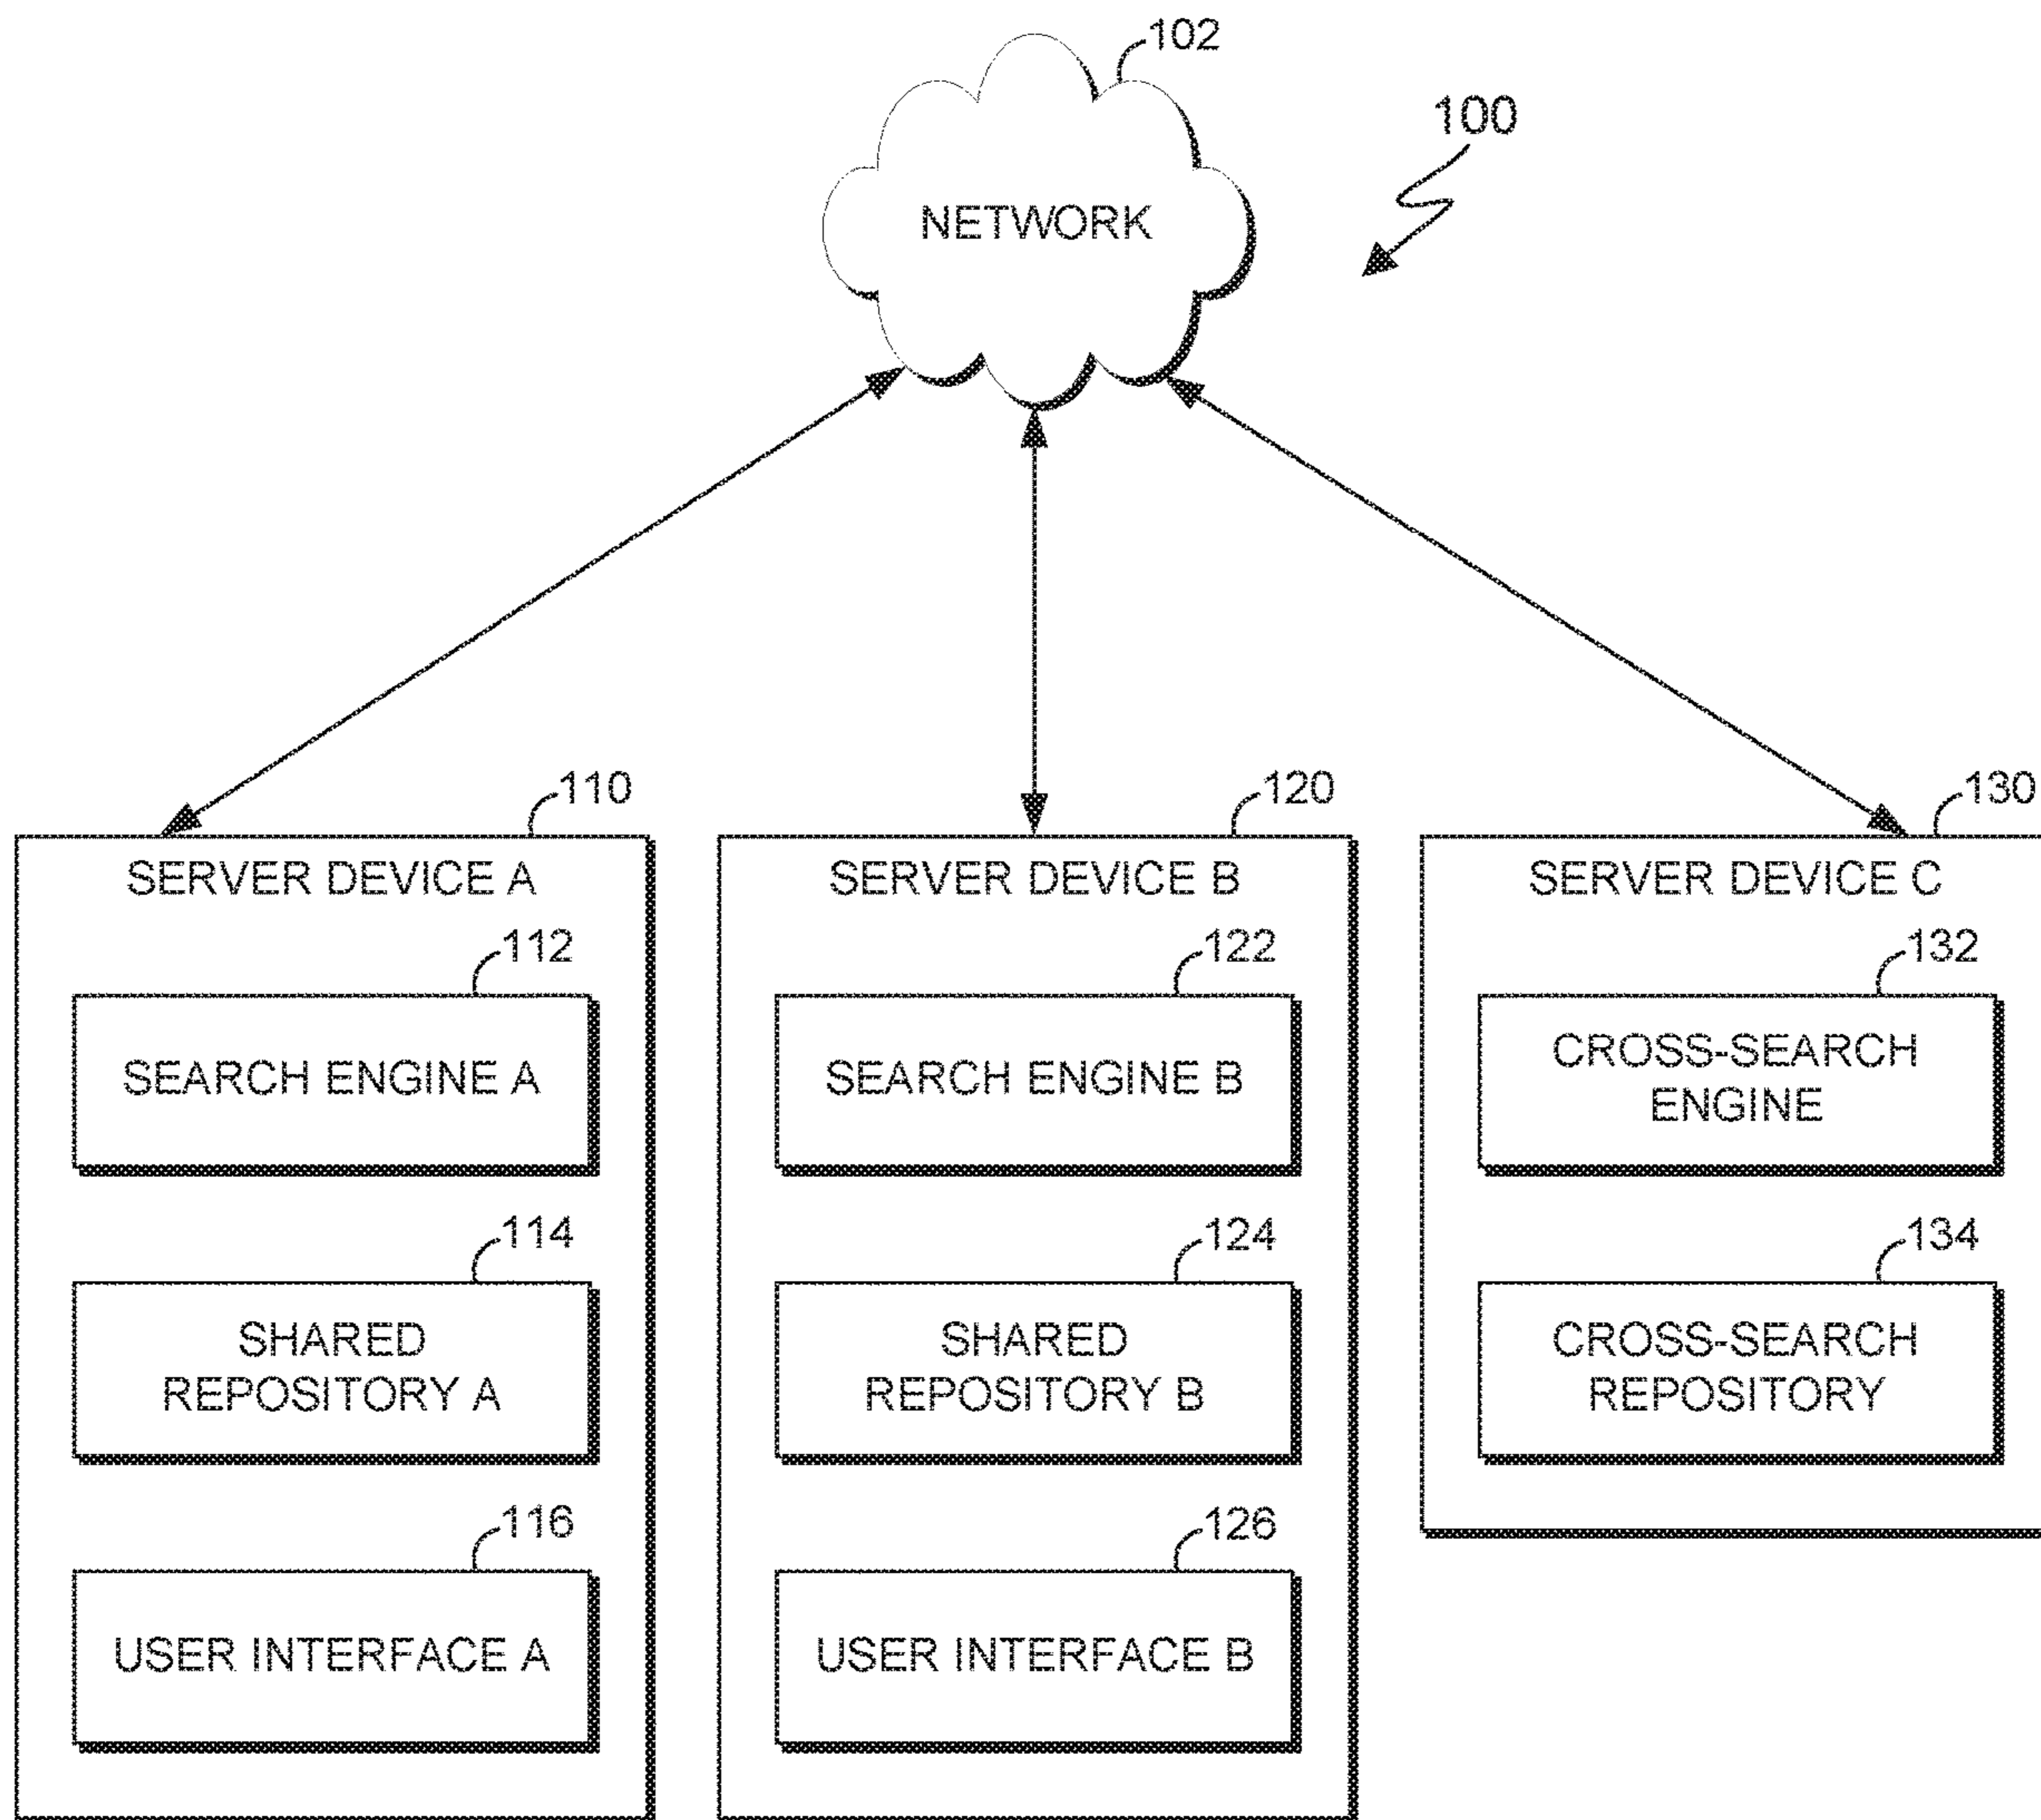 102
100
NETWORK
110
120
130
SERVER DEVICE A
SERVER DEVICE B
SERVER DEVICE C
112
122
132
SEARCH ENGINE A
SEARCH ENGINE B
CROSS-SEARCH
ENGINE
114
124
134
SHARED
REPOSITORY A
SHARED
REPOSITORY B
CROSS-SEARCH
REPOSITORY
116
126
USER INTERFACE A
USER INTERFACE B